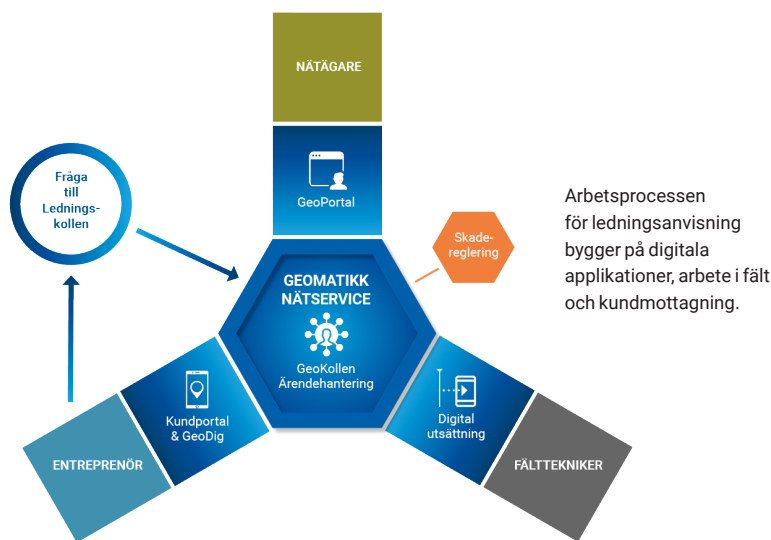 NÄTÄGARE
GeoPortal
Fråga
till
Lednings-
kollen
Skade-
reglering
Arbetsprocessen
för ledningsanvisning
bygger på digitala
applikationer, arbete i fält
och kundmottagning.
GEOMATIKK
NÄTSERVICE
GeoKollen
Ärendehantering
Kundportal
& GeoDig
Digital
utsättning
ENTREPRENÖR
FÄLTTEKNIKER